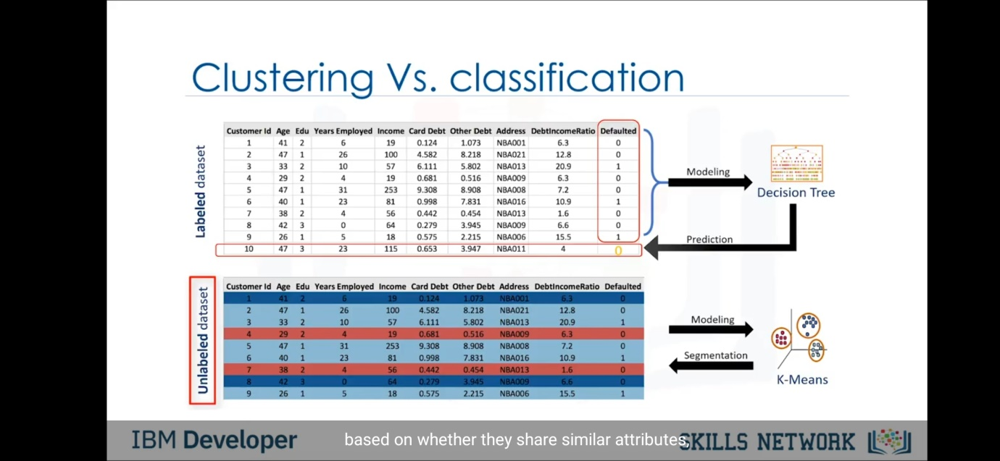 Clustering Vs. classification
Labeled dataset
Customer Id Age Edu Years Employed Income Card Debt Other Debt Address DebtIncomeRatio Defaulted
1 41 2 6 19 0.124 1.073 NBA001 6.3 0
2 47 1 26 100 4.582 8.218 NBA021 12.8 0
3 33 2 10 57 6.111 5.802 NBA013 20.9 1
4 29 2 4 19 0.681 0.516 NBA009 6.3 0
5 47 1 31 253 9.308 8.908 NBA008 7.2 0
6 40 1 23 81 0.998 7.831 NBA016 10.9 1
7 38 2 4 56 0.442 0.454 NBA013 1.6 0
8 42 3 0 64 0.279 3.945 NBA009 6.6 0
9 26 1 5 18 0.575 2.215 NBA006 15.5 1
10 47 3 23 115 0.653 3.947 NBA011 4 0
Modeling
Decision Tree
Prediction
Unlabeled dataset
Customer Id Age Edu Years Employed Income Card Debt Other Debt Address DebtIncomeRatio Defaulted
1 41 2 6 19 0.124 1.073 NBA001 6.3 0
2 47 1 26 100 4.582 8.218 NBA021 12.8 0
3 33 2 10 57 6.111 5.802 NBA013 20.9 1
4 29 2 4 19 0.681 0.516 NBA009 6.3 0
5 47 1 31 253 9.308 8.908 NBA008 7.2 0
6 40 1 23 81 0.998 7.831 NBA016 10.9 1
7 38 2 4 56 0.442 0.454 NBA013 1.6 0
8 42 3 0 64 0.279 3.945 NBA009 6.6 0
9 26 1 5 18 0.575 2.215 NBA006 15.5 1
Modeling
Segmentation
K-Means
IBM Developer
based on whether they share similar attributes,
SKILLS NETWORK